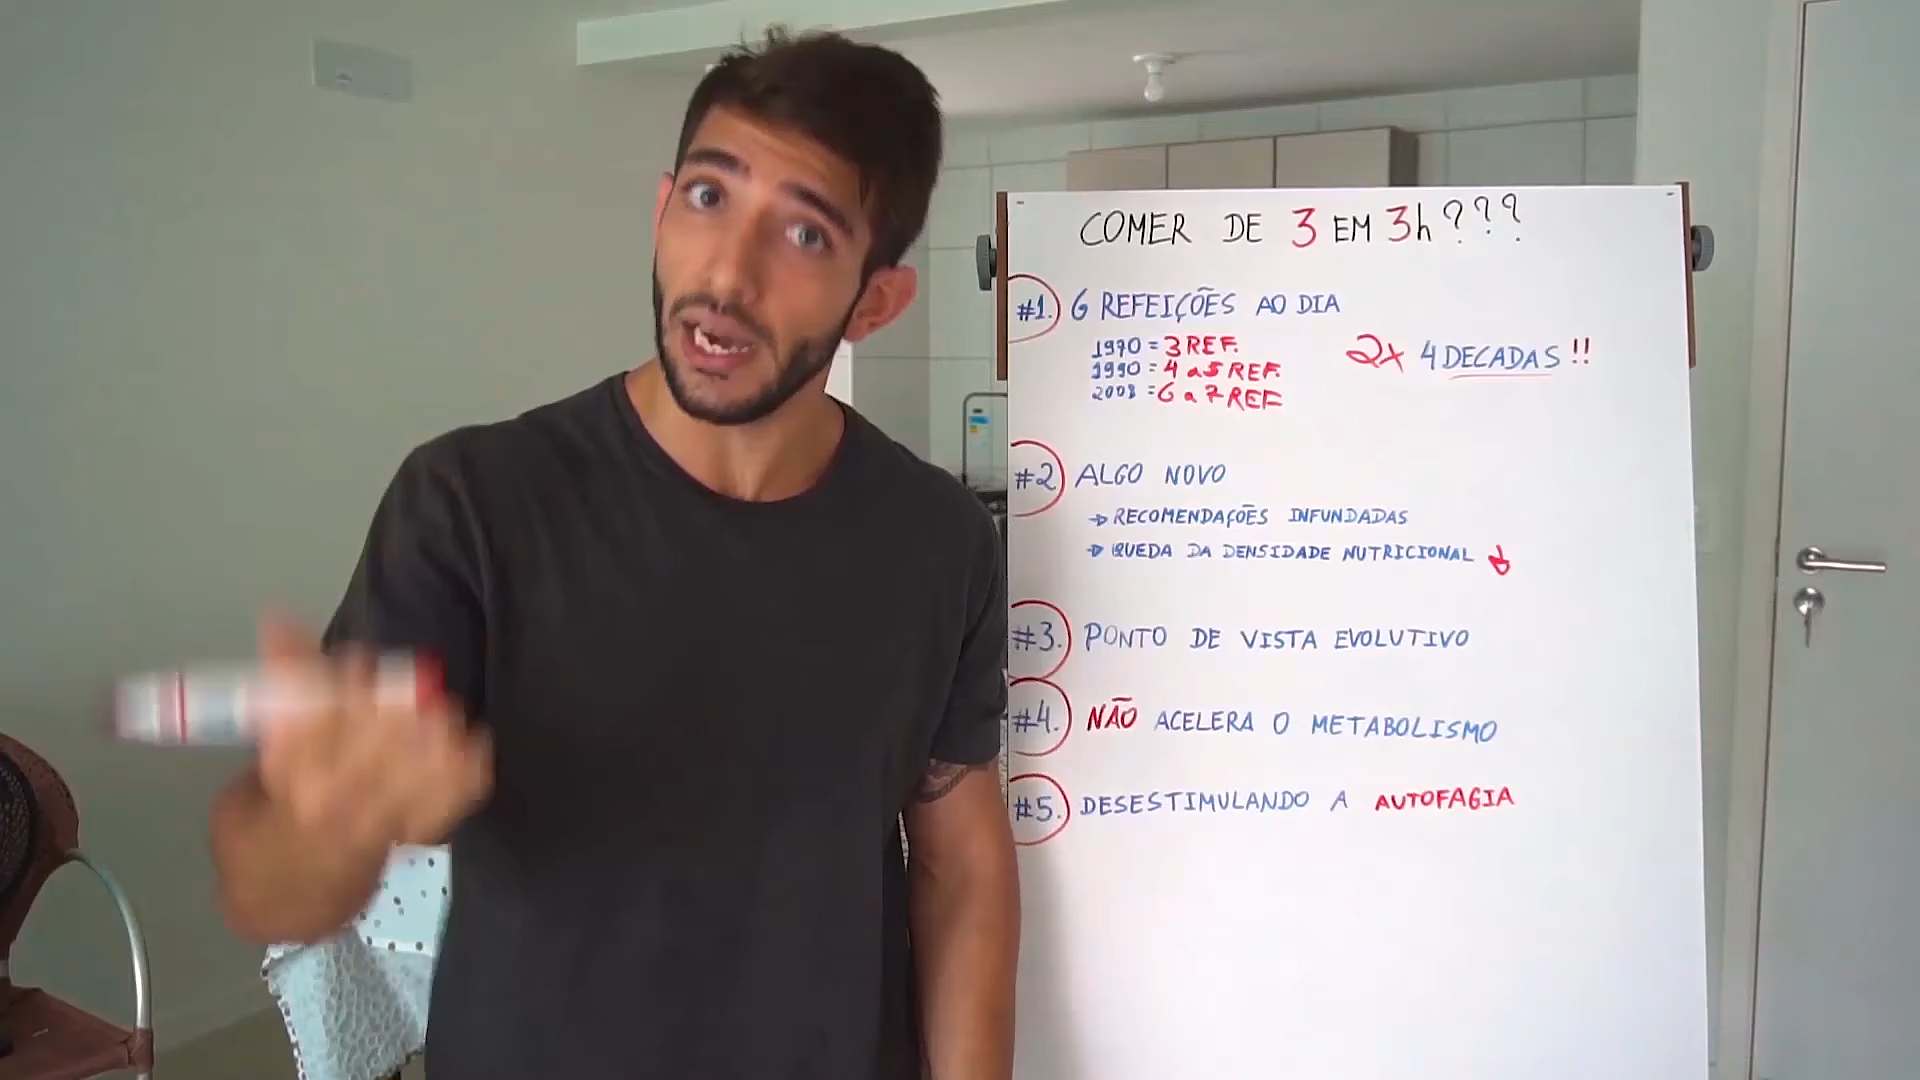 COMER DE 3 EM 3h???
#1. 6 REFEIÇÕES AO DIA
1970 = 3 REF.
1990 = 4 a 5 REF.
2008 = 6 a 7 REF
2x 4 DECADAS!!
#2 ALGO NOVO
→ RECOMENDAÇÕES INFUNDADAS
→ QUEDA DA DENSIDADE NUTRICIONAL ↓
#3. PONTO DE VISTA EVOLUTIVO
#4. NÃO ACELERA O METABOLISMO
#5. DESESTIMULANDO A AUTOFAGIA